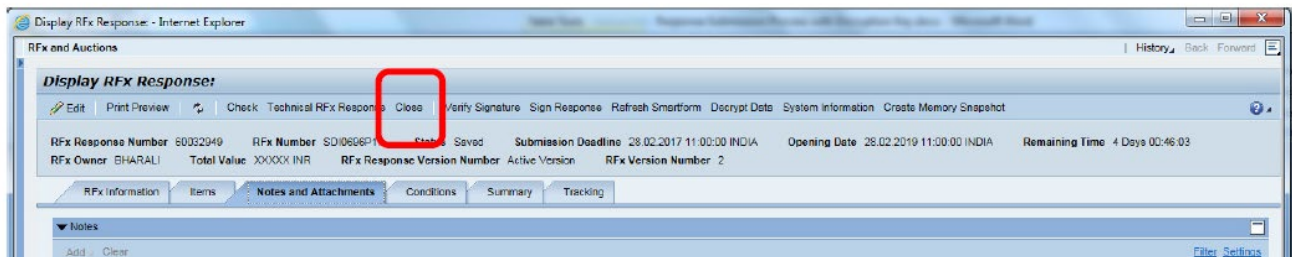 Display RFx Response: - Internet Explorer
RFx and Auctions | History Back Forward
Display RFx Response:
Edit | Print Preview | Check Technical RFx Response Close | Verify Signature Sign Response Refresh Smartform Decrypt Data System Information Create Memory Snapshot
RFx Response Number 60032949 RFx Number SDI0696P1 Status Saved Submission Deadline 28.02.2017 11:00:00 INDIA Opening Date 28.02.2019 11:00:00 INDIA Remaining Time 4 Days 00:46:03
RFx Owner BHARALI Total Value XXXXX INR RFx Response Version Number Active Version RFx Version Number 2
RFx Information Items Notes and Attachments Conditions Summary Tracking
Notes
Add Clear Filter Settings